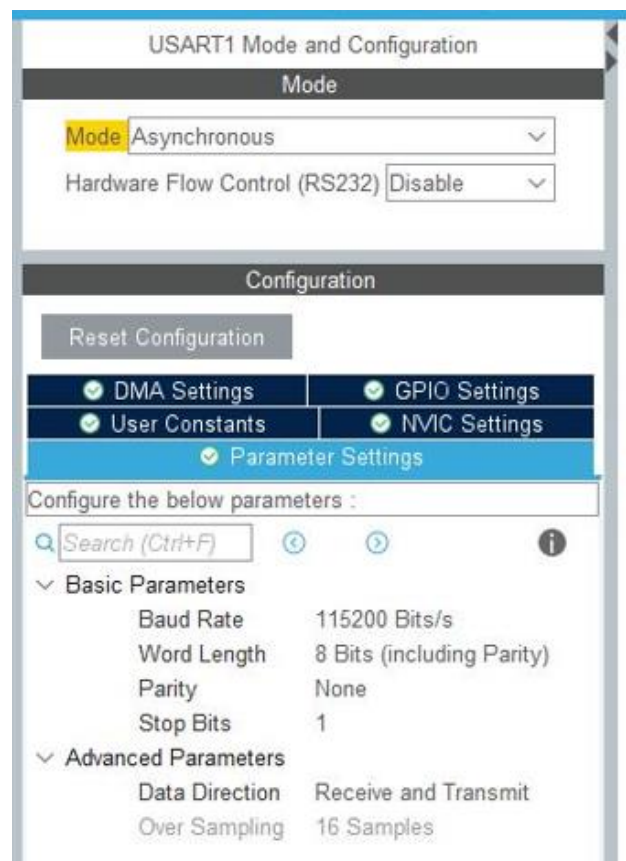 USART1 Mode and Configuration
Mode
Mode Asynchronous
Hardware Flow Control (RS232) Disable
Configuration
Reset Configuration
DMA Settings GPIO Settings
User Constants NVIC Settings
Parameter Settings
Configure the below parameters :
Search (Ctrl+F)
Basic Parameters
Baud Rate 115200 Bits/s
Word Length 8 Bits (including Parity)
Parity None
Stop Bits 1
Advanced Parameters
Data Direction Receive and Transmit
Over Sampling 16 Samples